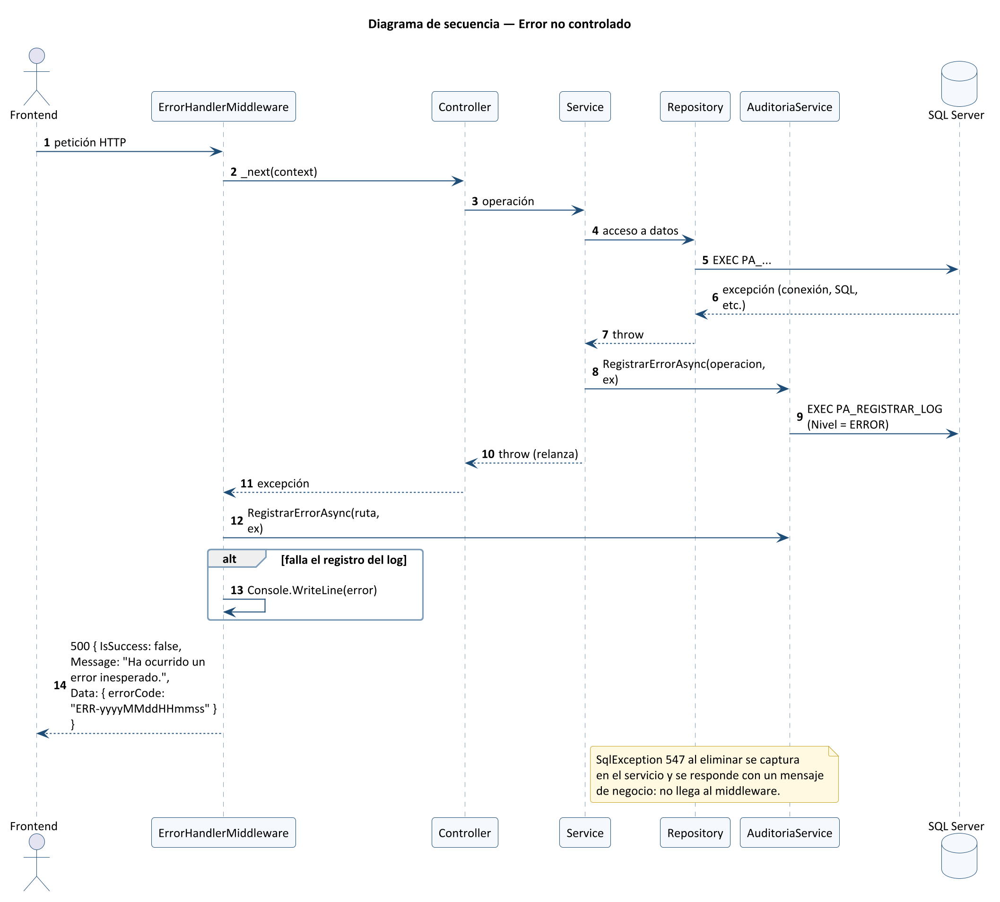 Diagrama de secuencia — Error no controlado
Frontend
ErrorHandlerMiddleware
Controller
Service
Repository
AuditoriaService
SQL Server
1 petición HTTP
2 _next(context)
3 operación
4 acceso a datos
5 EXEC PA_...
6 excepción (conexión, SQL,
etc.)
7 throw
8 RegistrarErrorAsync(operacion,
ex)
9 EXEC PA_REGISTRAR_LOG
(Nivel = ERROR)
10 throw (relanza)
11 excepción
12 RegistrarErrorAsync(ruta,
ex)
alt [falla el registro del log]
13 Console.WriteLine(error)
14 500 { IsSuccess: false,
Message: "Ha ocurrido un
error inesperado.",
Data: { errorCode:
"ERR-yyyyMMddHHmmss" }
}
SqlException 547 al eliminar se captura
en el servicio y se responde con un mensaje
de negocio: no llega al middleware.
Frontend
ErrorHandlerMiddleware
Controller
Service
Repository
AuditoriaService
SQL Server